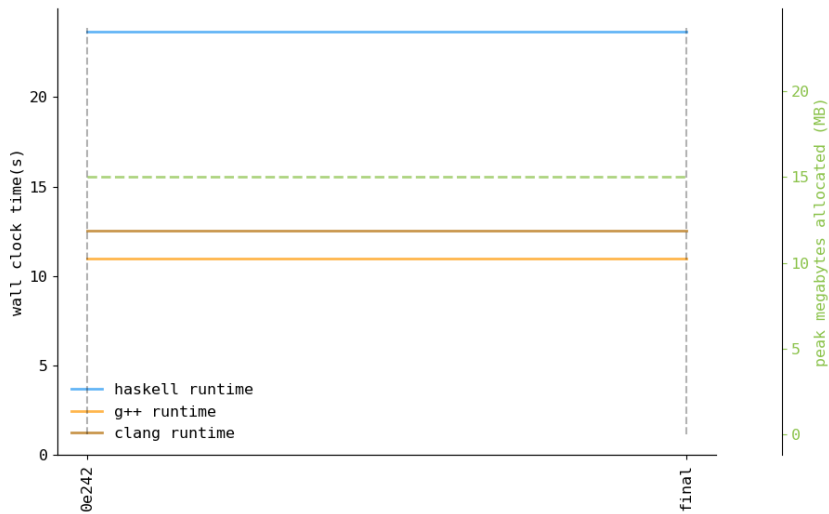 wall clock time(s)
20
15
10
5
0
haskell runtime
g++ runtime
clang runtime
0e242
final
20
15
10
5
0
peak megabytes allocated (MB)